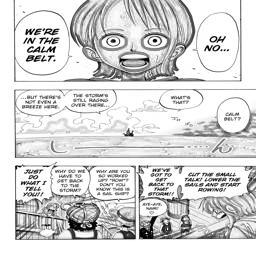 OH
NO...
WE'RE
IN THE
CALM
BELT.
CALM
BELT?
WHAT'S
THAT?
THE STORM'S
STILL RAGING
OVER THERE...
...BUT THERE'S
NOT EVEN A
BREEZE HERE.
CUT THE SMALL
TALK! LOWER THE
SAILS AND START
ROWING!
WE'VE
GOT TO
GET BACK
TO THAT
STORM!!
AYE-AYE,
WHY ARE YOU
SO WORKED
UP? "ROW"?
DON'T YOU
KNOW THIS IS
A SAIL SHIP?
WHY DO WE
HAVE TO GET
BACK TO THE
STORM?
JUST
DO
WHAT I
TELL
YOU!!